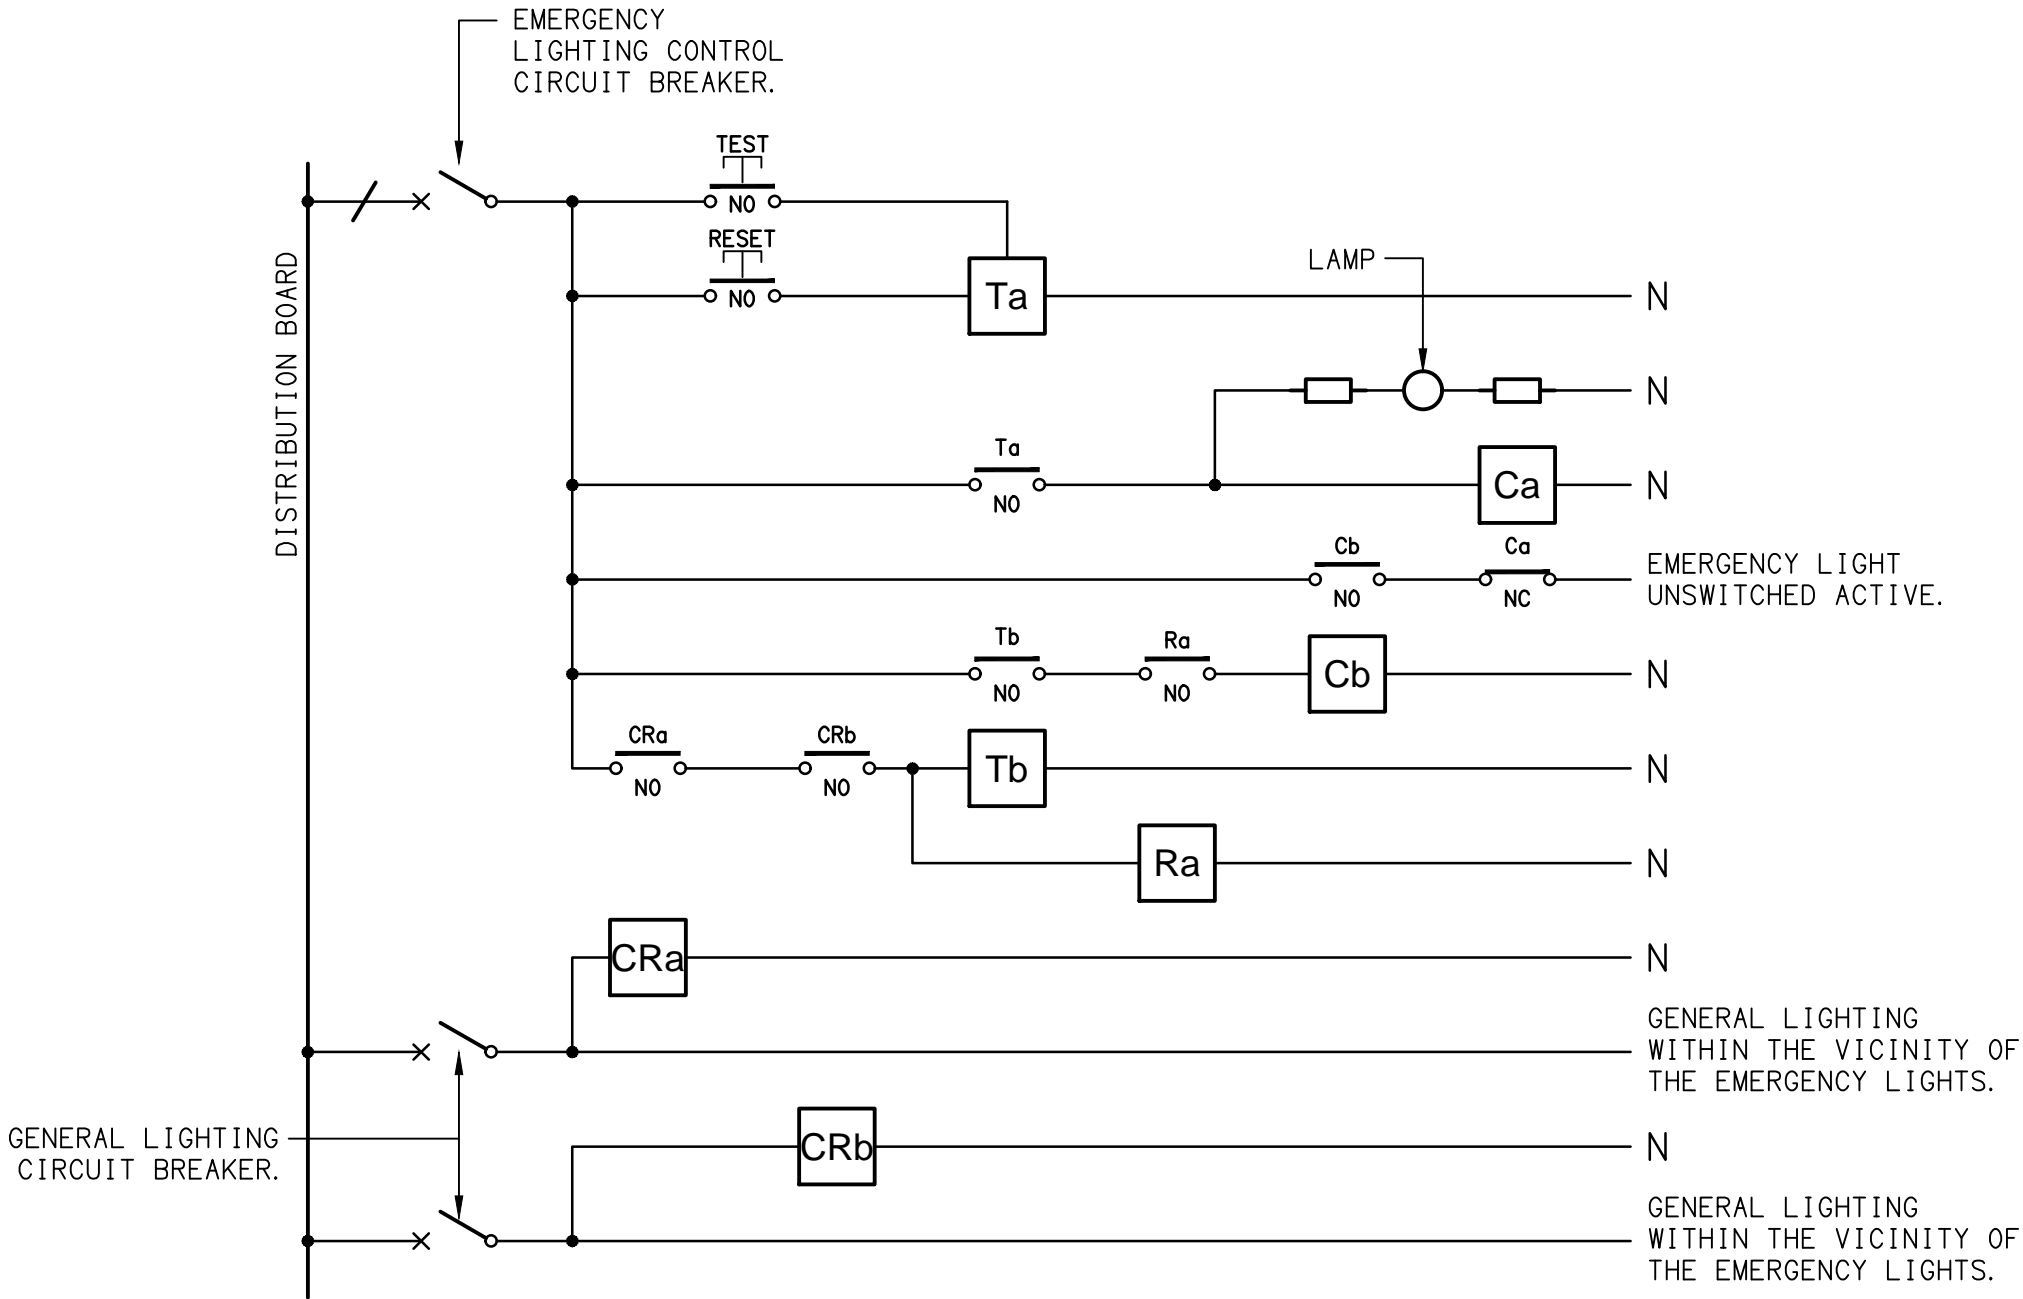 EMERGENCY
LIGHTING CONTROL
CIRCUIT BREAKER.
TEST
NO
RESET
NO
Ta
N
LAMP
N
DISTRIBUTION BOARD
Ta
NO
Ca
N
Cb
NO
Ca
NC
EMERGENCY LIGHT
UNSWITCHED ACTIVE.
Tb
NO
Ra
NO
Cb
N
CRa
NO
CRb
NO
Tb
N
Ra
N
CRa
N
GENERAL LIGHTING
WITHIN THE VICINITY OF
THE EMERGENCY LIGHTS.
GENERAL LIGHTING
CIRCUIT BREAKER.
CRb
N
GENERAL LIGHTING
WITHIN THE VICINITY OF
THE EMERGENCY LIGHTS.